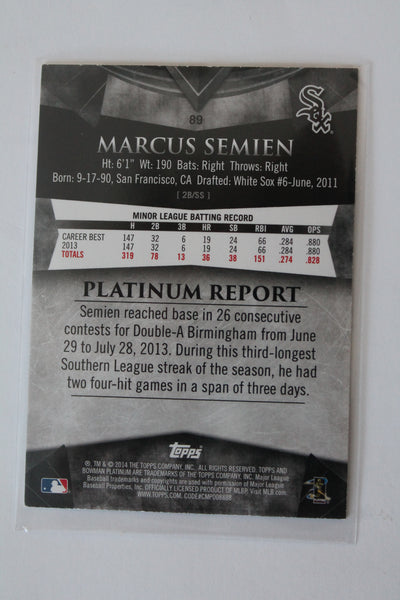 89
Sox
MARCUS SEMIEN
Ht: 6'1" Wt: 190 Bats: Right Throws: Right
Born: 9-17-90, San Francisco, CA Drafted: White Sox #6-June, 2011
[ 2B/SS ]
MINOR LEAGUE BATTING RECORD
H 2B 3B HR SB RBI AVG OPS
CAREER BEST 147 32 6 19 24 66 .284 .880
2013 147 32 6 19 24 66 .284 .880
TOTALS 319 78 13 36 38 151 .274 .828
PLATINUM REPORT
Semien reached base in 26 consecutive
contests for Double-A Birmingham from June
29 to July 28, 2013. During this third-longest
Southern League streak of the season, he had
two four-hit games in a span of three days.
Topps
®, TM & © 2014 THE TOPPS COMPANY, INC. ALL RIGHTS RESERVED. TOPPS AND
BOWMAN PLATINUM ARE TRADEMARKS OF THE TOPPS COMPANY, INC. Major League
Baseball trademarks and copyrights are used with permission of Major League
Baseball Properties, Inc. OFFICIALLY LICENSED PRODUCT OF MLBP. Visit MLB.com.
WWW.TOPPS.COM.